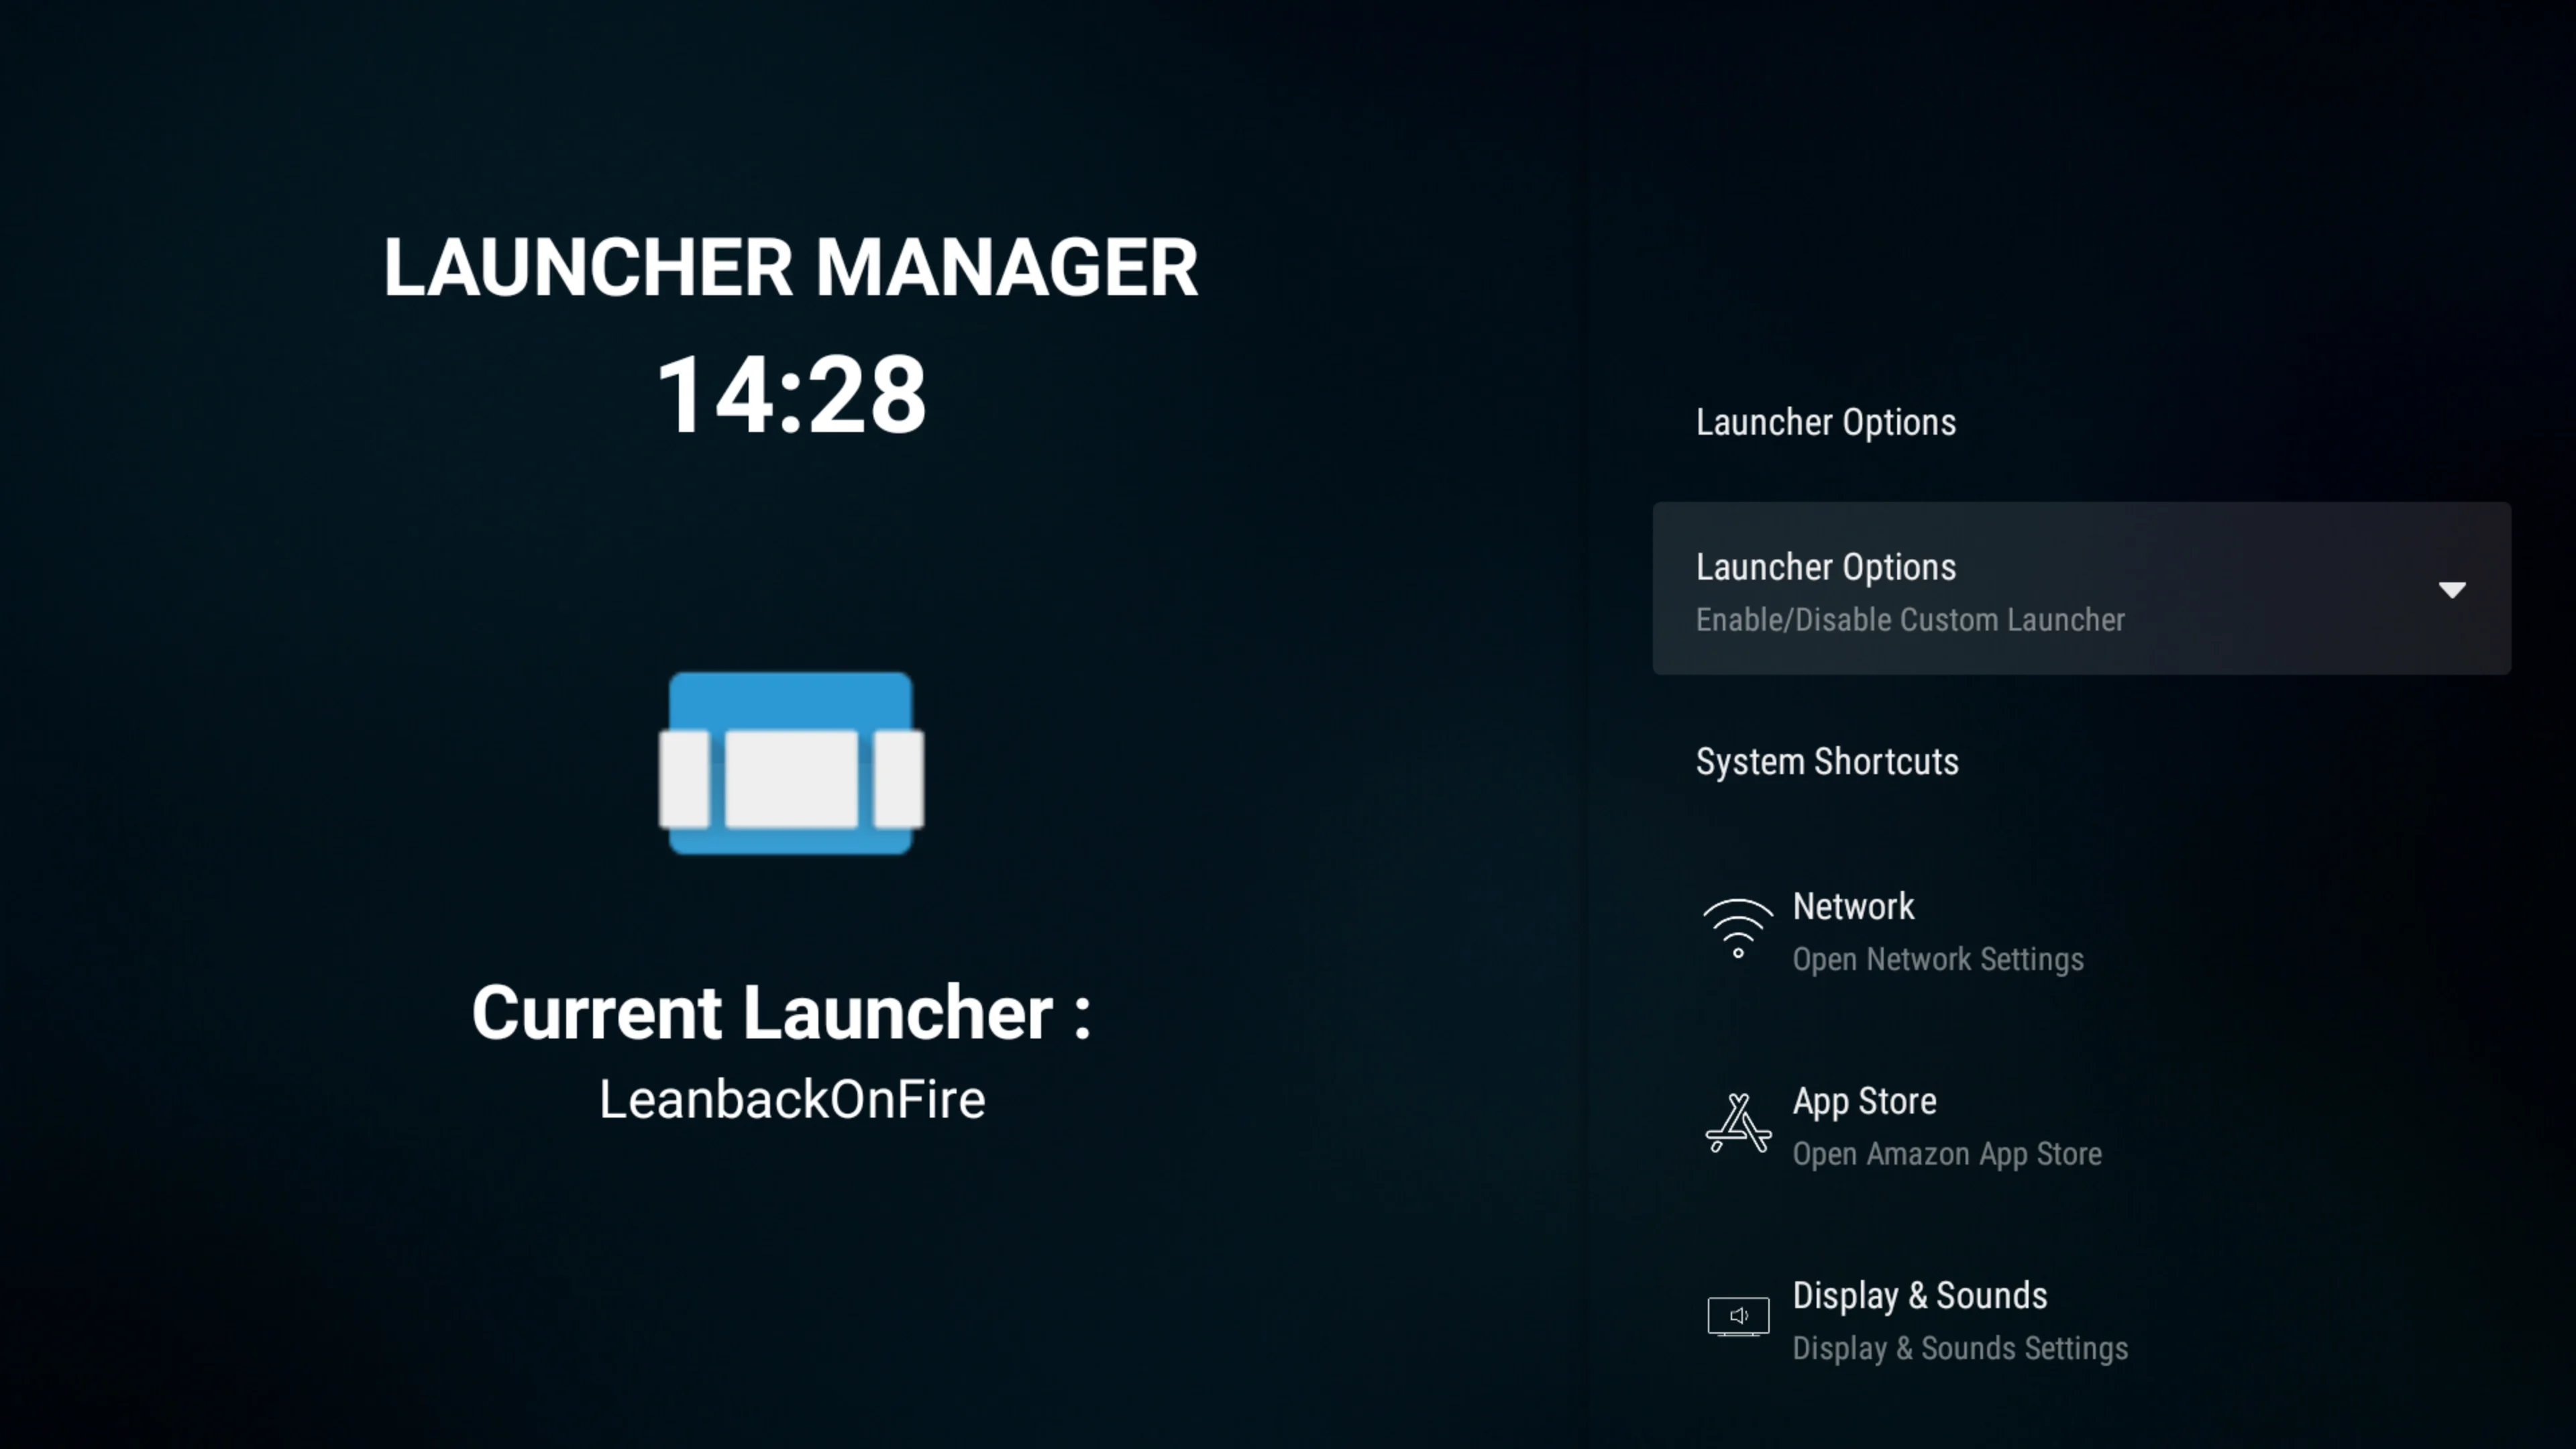 LAUNCHER MANAGER
14:28
Current Launcher :
LeanbackOnFire
Launcher Options
Launcher Options
Enable/Disable Custom Launcher
System Shortcuts
Network
Open Network Settings
App Store
Open Amazon App Store
Display & Sounds
Display & Sounds Settings